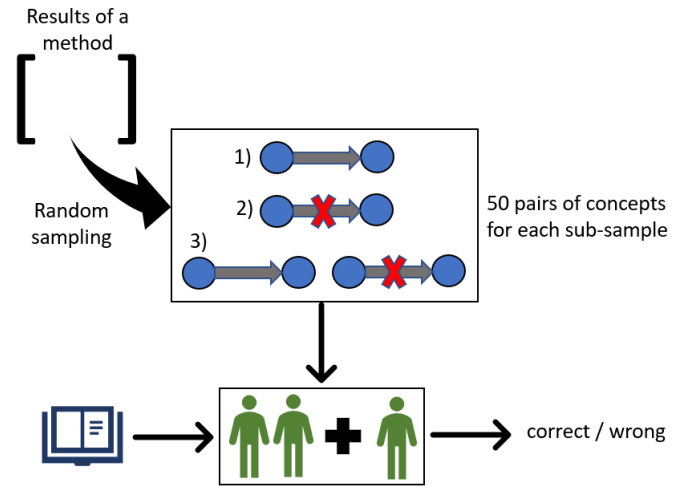 Results of a
method
Random
sampling
1)
2)
3)
50 pairs of concepts
for each sub-sample
correct / wrong